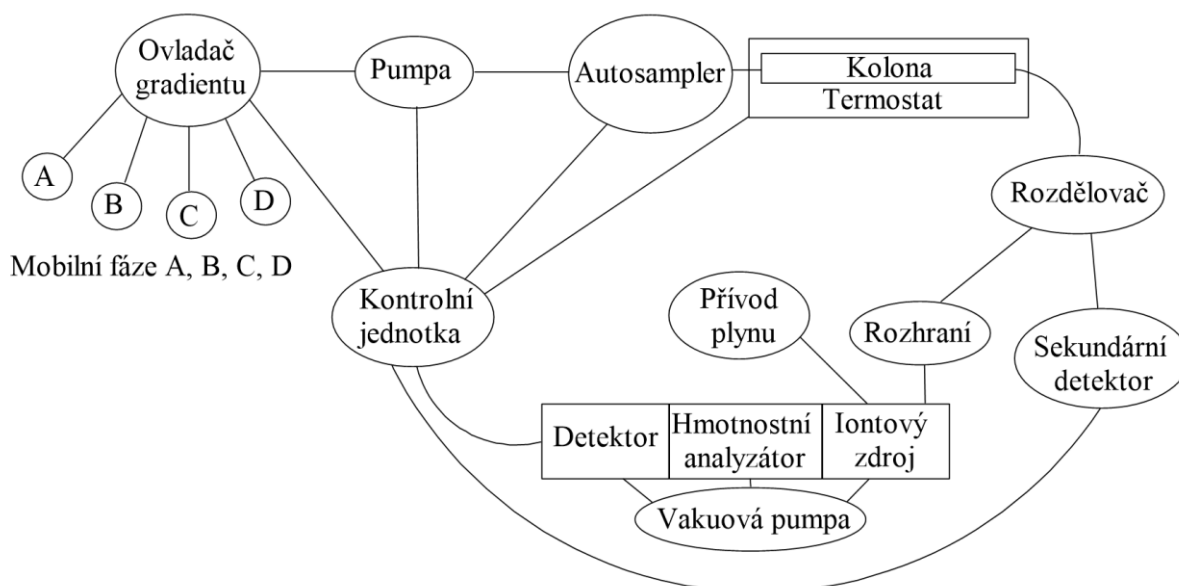 Ovladač
gradientu
Pumpa
Autosampler
Kolona
Termostat
A
B
C
D
Rozdělovač
Mobilní fáze A, B, C, D
Kontrolní
jednotka
Přívod
plynu
Rozhraní
Sekundární
detektor
Detektor
Hmotnostní
analyzátor
Iontový
zdroj
Vakuová pumpa